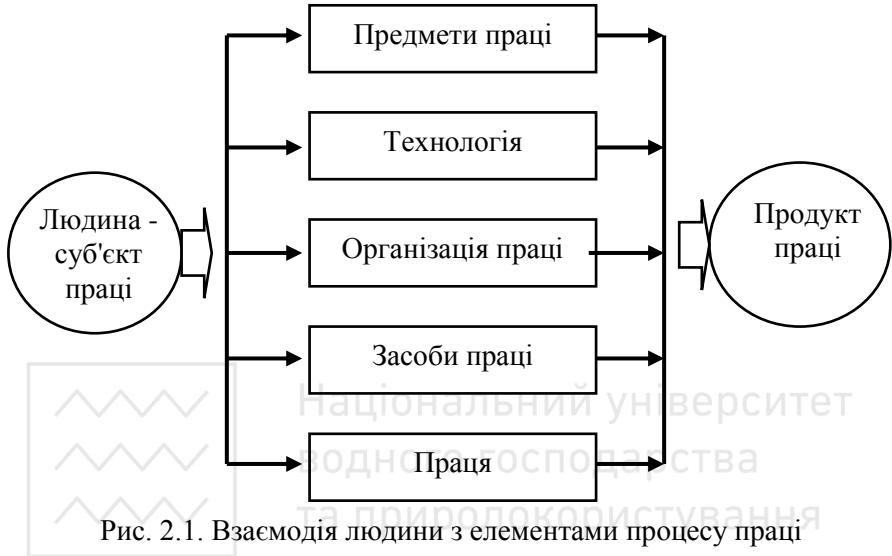 Предмети праці
Технологія
Людина -
суб'єкт
праці
Організація праці
Продукт
праці
Засоби праці
Національний університет
Праця
водного господарства
та природокористування
Рис. 2.1. Взаємодія людини з елементами процесу праці